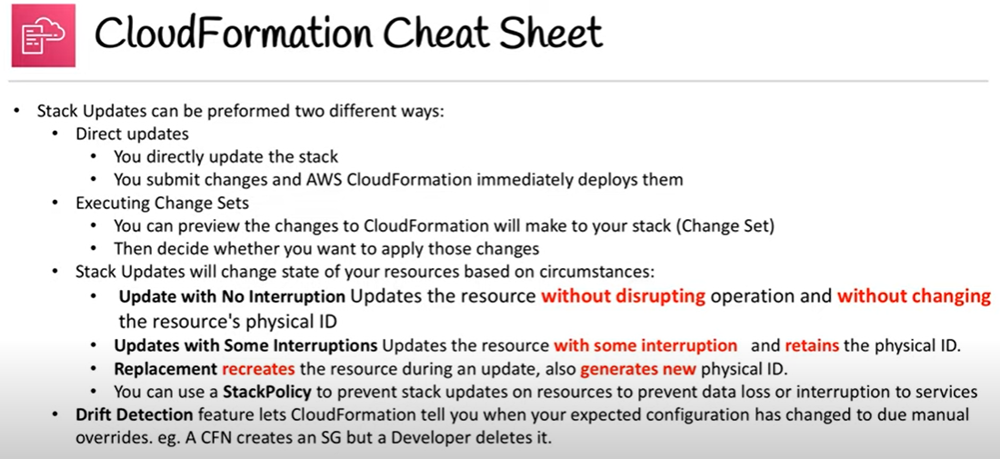 CloudFormation Cheat Sheet
• Stack Updates can be preformed two different ways:
• Direct updates
• You directly update the stack
• You submit changes and AWS CloudFormation immediately deploys them
• Executing Change Sets
• You can preview the changes to CloudFormation will make to your stack (Change Set)
• Then decide whether you want to apply those changes
• Stack Updates will change state of your resources based on circumstances:
• Update with No Interruption Updates the resource without disrupting operation and without changing
the resource's physical ID
• Updates with Some Interruptions Updates the resource with some interruption and retains the physical ID.
• Replacement recreates the resource during an update, also generates new physical ID.
• You can use a StackPolicy to prevent stack updates on resources to prevent data loss or interruption to services
• Drift Detection feature lets CloudFormation tell you when your expected configuration has changed to due manual
overrides. eg. A CFN creates an SG but a Developer deletes it.